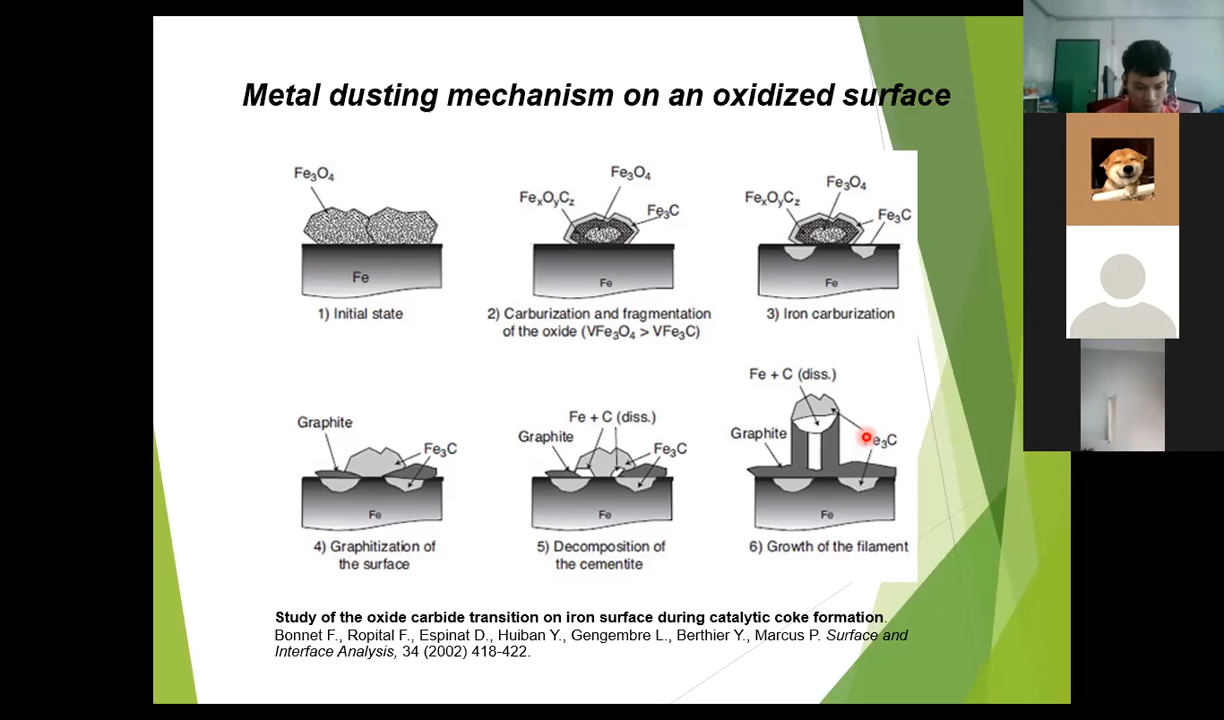 Metal dusting mechanism on an oxidized surface
Fe₃O₄
Fe
1) Initial state
Fe₃O₄
FeₓOᵧC_z
Fe₃C
Fe
2) Carburization and fragmentation
of the oxide (VFe₃O₄ > VFe₃C)
Fe₃O₄
FeₓOᵧC_z
Fe₃C
Fe
3) Iron carburization
Graphite
Fe₃C
Fe
4) Graphitization of
the surface
Fe + C (diss.)
Graphite
Fe₃C
Fe
5) Decomposition of
the cementite
Fe + C (diss.)
Graphite
e₃C
Fe
6) Growth of the filament
Study of the oxide carbide transition on iron surface during catalytic coke formation.
Bonnet F., Ropital F., Espinat D., Huiban Y., Gengembre L., Berthier Y., Marcus P. Surface and
Interface Analysis, 34 (2002) 418-422.